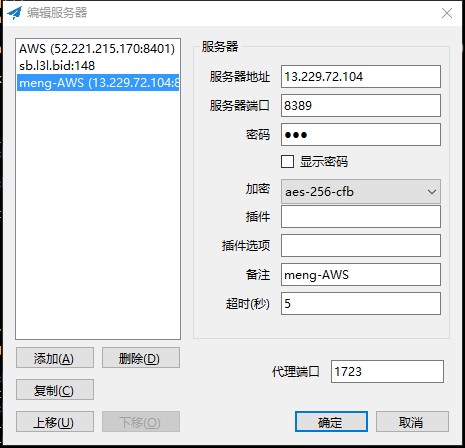 编辑服务器
AWS (52.221.215.170:8401)
sb.l3l.bid:148
meng-AWS (13.229.72.104:8
服务器
服务器地址 13.229.72.104
服务器端口 8389
密码 ●●●
显示密码
加密 aes-256-cfb
插件
插件选项
备注 meng-AWS
超时(秒) 5
添加(A) 删除(D)
复制(C)
代理端口 1723
上移(U) 下移(O)
确定 取消